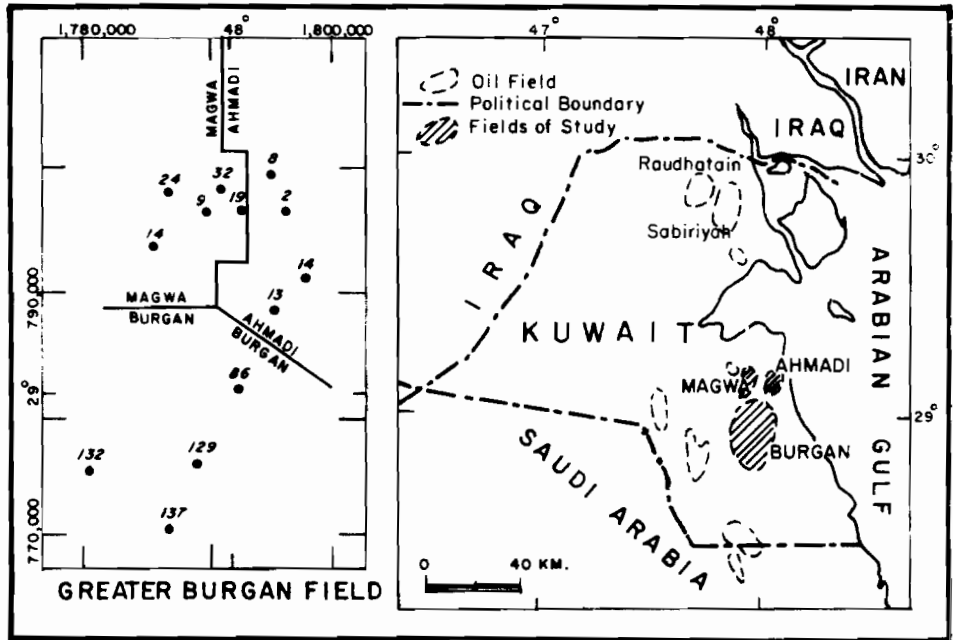 1,780,000
48°
1,800,000
MAGWA
AHMADI
8
24
32
9
19
2
14
14
790,000
MAGWA
BURGAN
13
AHMADI
BURGAN
86
29°
132
129
137
770,000
GREATER BURGAN FIELD
47
48
Oil Field
Political Boundary
Fields of Study
IRAN
IRAQ
30°
Raudhatain
Sabiriyah
IRAQ
KUWAIT
ARABIAN GULF
AHMADI
MAGWA
29°
BURGAN
SAUDI ARABIA
0 40 KM.